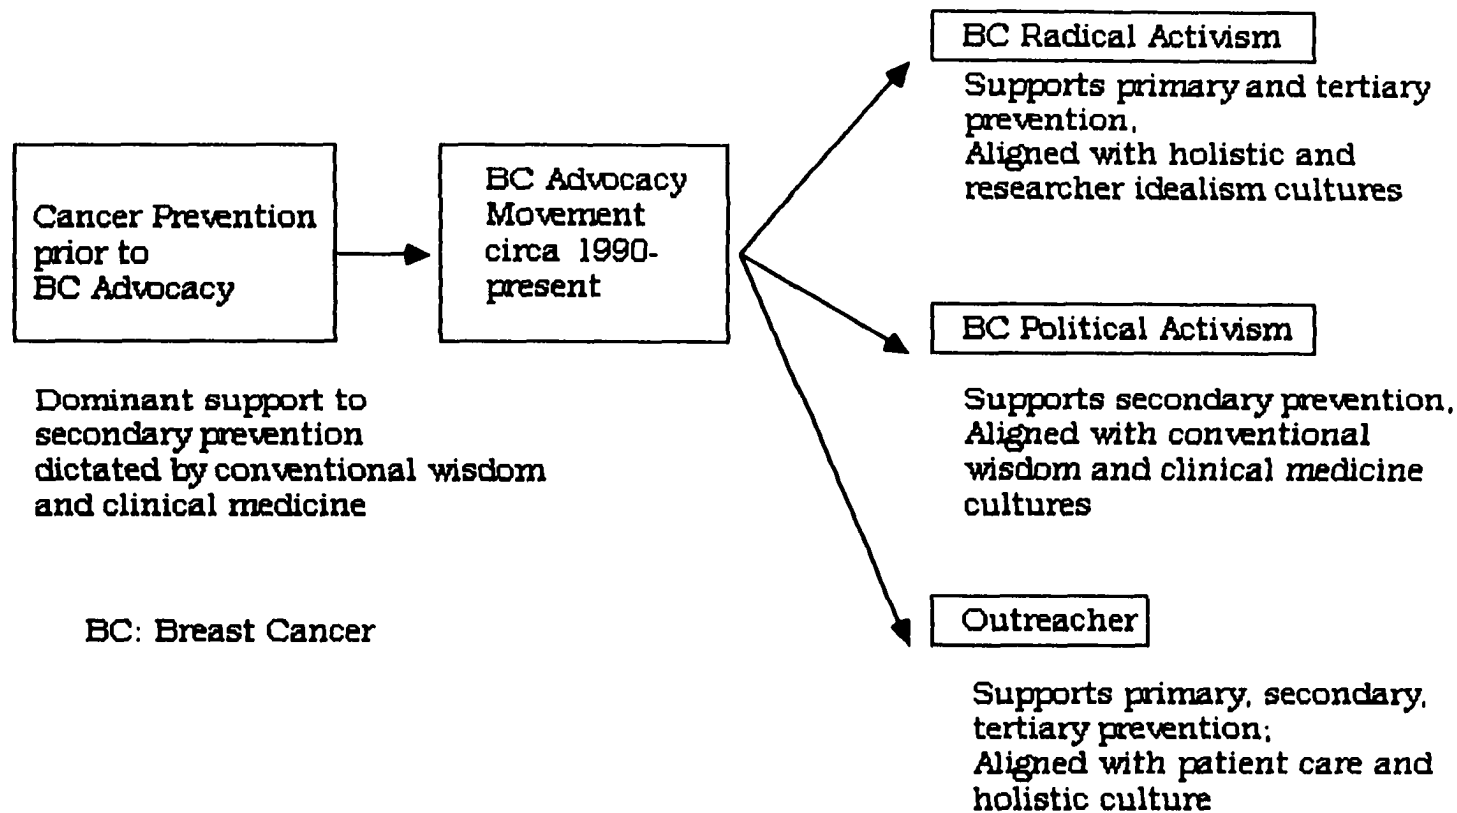 Cancer Prevention
prior to
BC Advocacy
Dominant support to
secondary prevention
dictated by conventional wisdom
and clinical medicine
BC: Breast Cancer
BC Advocacy
Movement
circa 1990-
present
BC Radical Activism
Supports primary and tertiary
prevention,
Aligned with holistic and
researcher idealism cultures
BC Political Activism
Supports secondary prevention,
Aligned with conventional
wisdom and clinical medicine
cultures
Outreacher
Supports primary, secondary,
tertiary prevention;
Aligned with patient care and
holistic culture